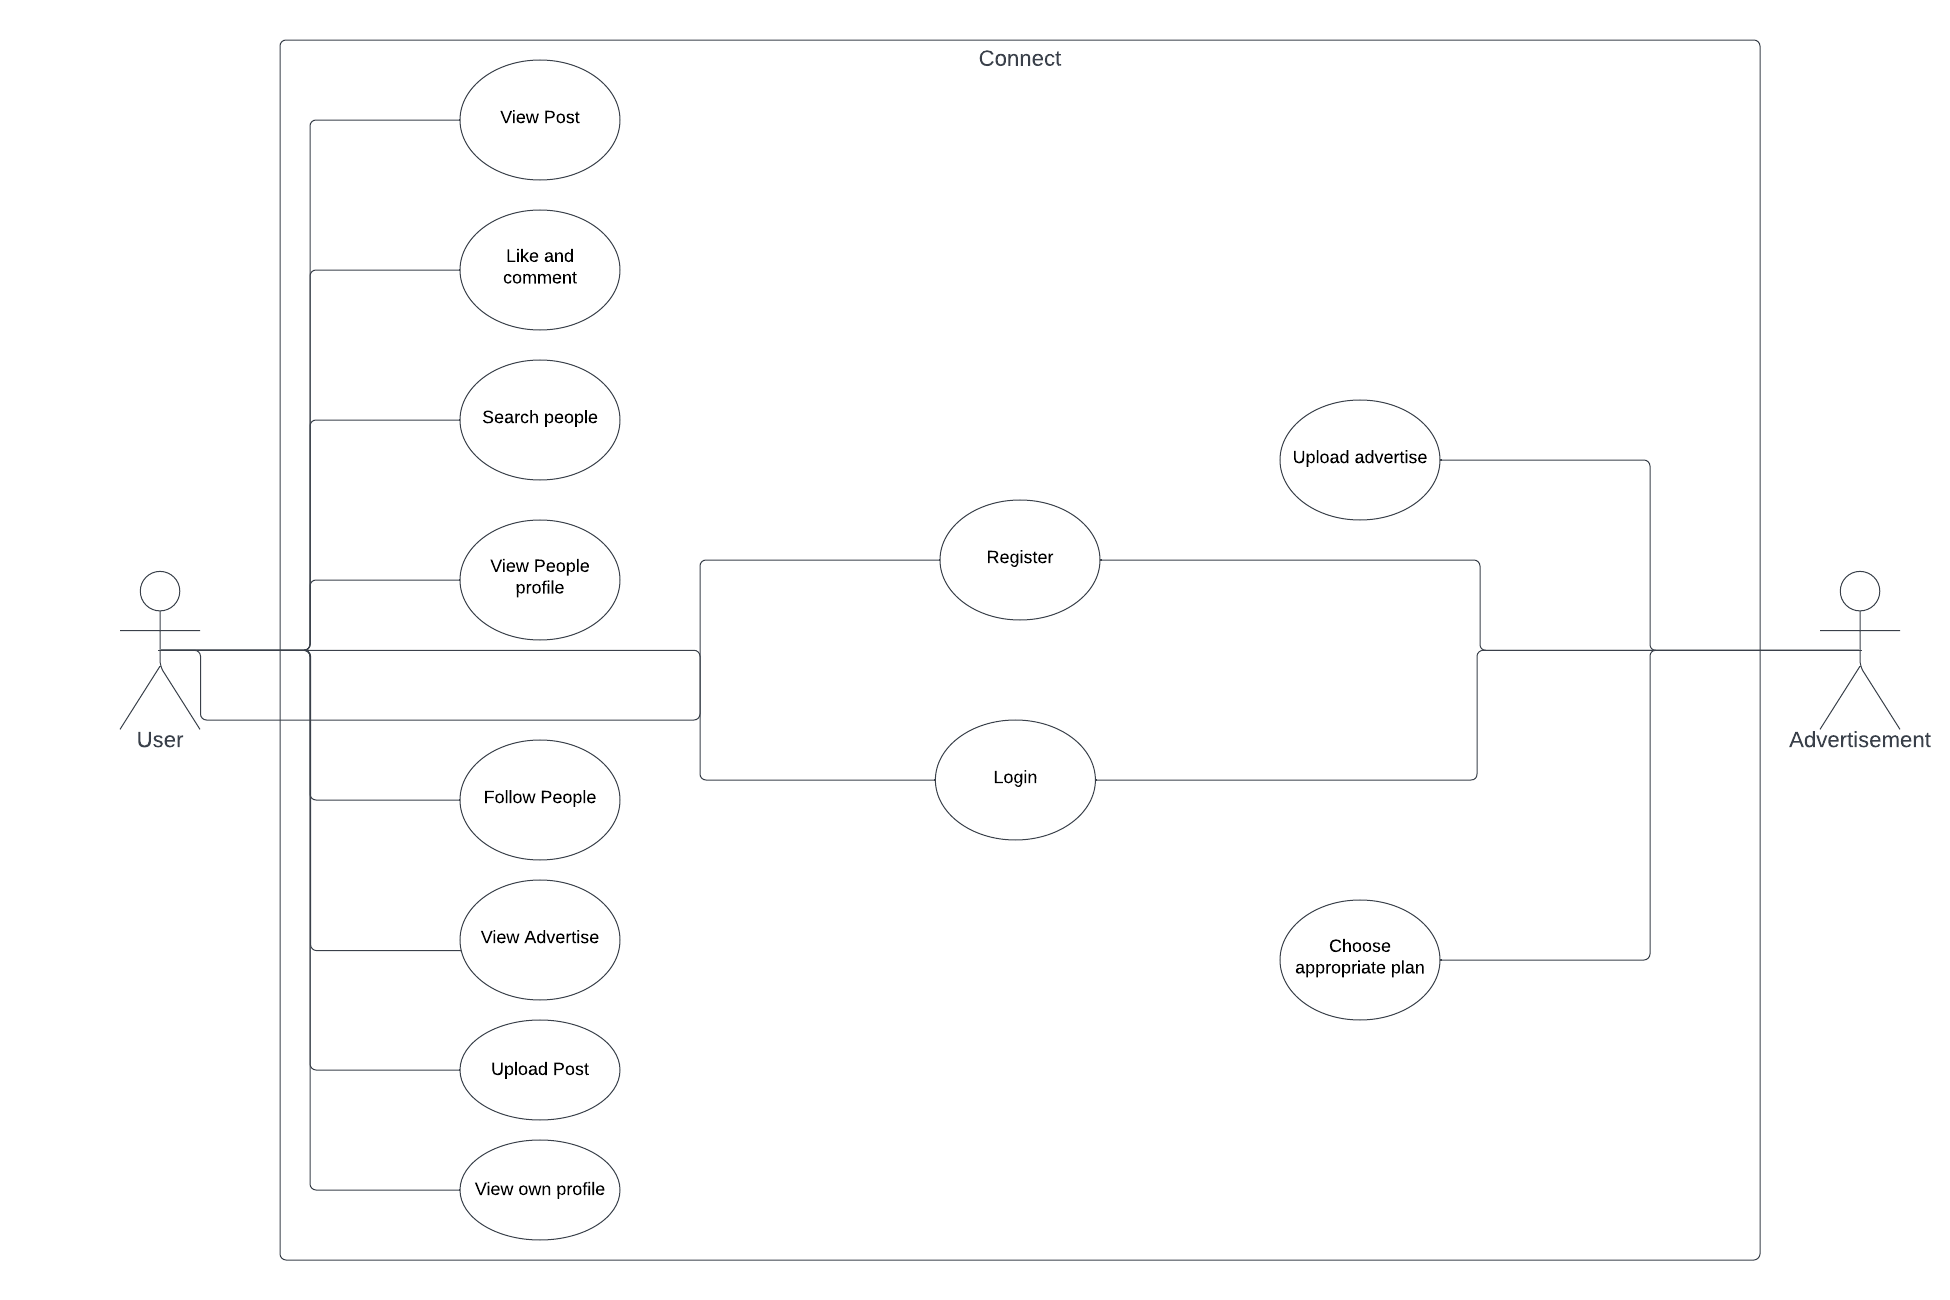 Connect
View Post
Like and
comment
Search people
View People
profile
Follow People
View Advertise
Upload Post
View own profile
Register
Login
Upload advertise
Choose
appropriate plan
User
Advertisement